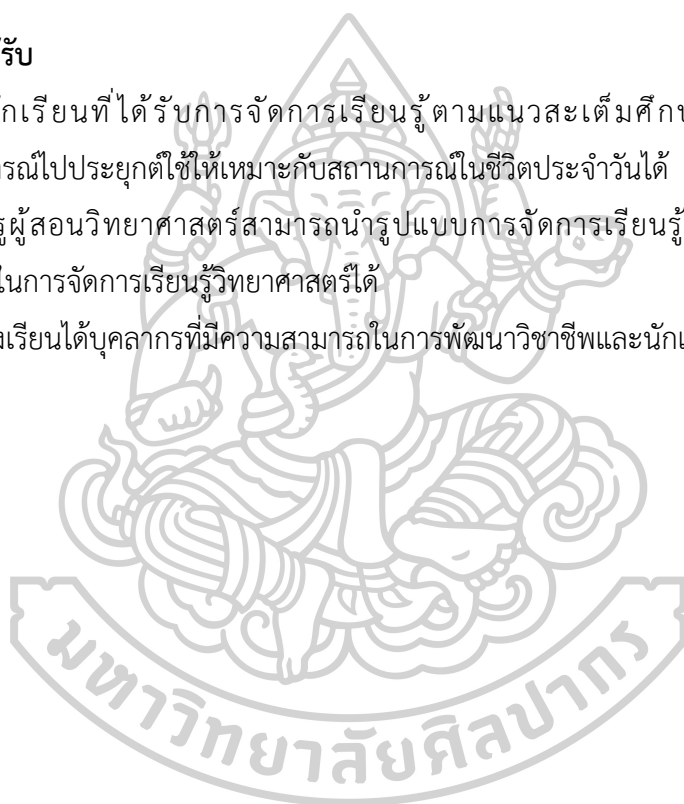 รับ
ักเรียนที่ได้รับการจัดการเรียนรู้ตามแนวสะเต็มศึกษ
ารณ์ไปประยุกต์ใช้ให้เหมาะกับสถานการณ์ในชีวิตประจำวันได้
รูผู้สอนวิทยาศาสตร์สามารถนำรูปแบบการจัดการเรียนรู้
ในการจัดการเรียนรู้วิทยาศาสตร์ได้
งเรียนได้บุคลากรที่มีความสามารถในการพัฒนาวิชาชีพและนัก
มหาวิทยาลัยศิลปากร